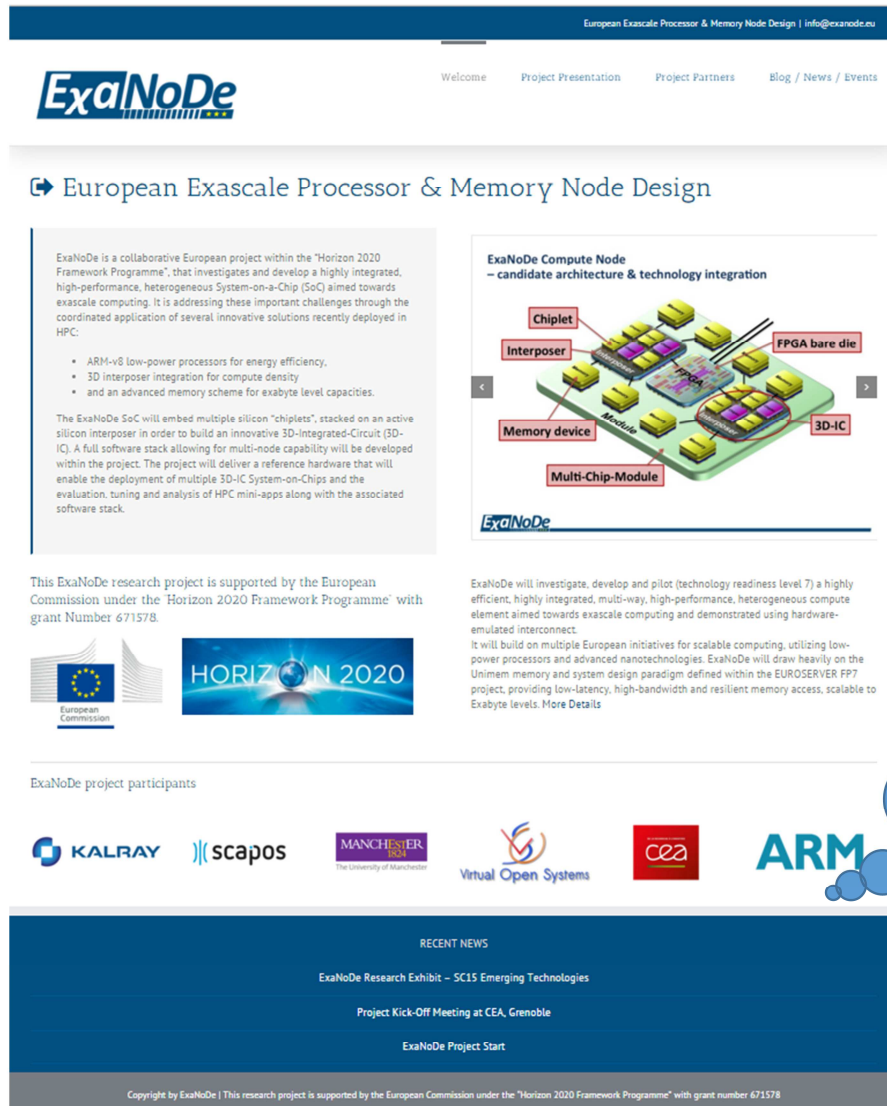 European Exascale Processor & Memory Node Design | info@exanode.eu
ExaNoDe
Welcome
Project Presentation
Project Partners
Blog / News / Events
European Exascale Processor & Memory Node Design
ExaNoDe is a collaborative European project within the "Horizon 2020
Framework Programme", that investigates and develop a highly integrated,
high-performance, heterogeneous System-on-a-Chip (SoC) aimed towards
exascale computing. It is addressing these important challenges through the
coordinated application of several innovative solutions recently deployed in
HPC:
ARM-v8 low-power processors for energy efficiency,
3D interposer integration for compute density
and an advanced memory scheme for exabyte level capacities.
The ExaNoDe SoC will embed multiple silicon "chiplets", stacked on an active
silicon interposer in order to build an innovative 3D-Integrated-Circuit (3D-
IC). A full software stack allowing for multi-node capability will be developed
within the project. The project will deliver a reference hardware that will
enable the deployment of multiple 3D-IC System-on-Chips and the
evaluation, tuning and analysis of HPC mini-apps along with the associated
software stack.
ExaNoDe Compute Node
– candidate architecture & technology integration
Chiplet
Interposer
FPGA bare die
Interposer
FPGA
Memory device
Module
Interposer
3D-IC
Multi-Chip-Module
ExaNoDe
This ExaNoDe research project is supported by the European
Commission under the "Horizon 2020 Framework Programme" with
grant Number 671578.
European
Commission
HORIZON 2020
ExaNoDe will investigate, develop and pilot (technology readiness level 7) a highly
efficient, highly integrated, multi-way, high-performance, heterogeneous compute
element aimed towards exascale computing and demonstrated using hardware-
emulated interconnect.
It will build on multiple European initiatives for scalable computing, utilizing low-
power processors and advanced nanotechnologies. ExaNoDe will draw heavily on the
Unimem memory and system design paradigm defined within the EUROSERVER FP7
project, providing low-latency, high-bandwidth and resilient memory access, scalable to
Exabyte levels. More Details
ExaNoDe project participants
KALRAY
scapos
MANCHESTER
1824
The University of Manchester
Virtual Open Systems
cea
ARM
RECENT NEWS
ExaNoDe Research Exhibit – SC15 Emerging Technologies
Project Kick-Off Meeting at CEA, Grenoble
ExaNoDe Project Start
Copyright by ExaNoDe | This research project is supported by the European Commission under the "Horizon 2020 Framework Programme" with grant number 671578